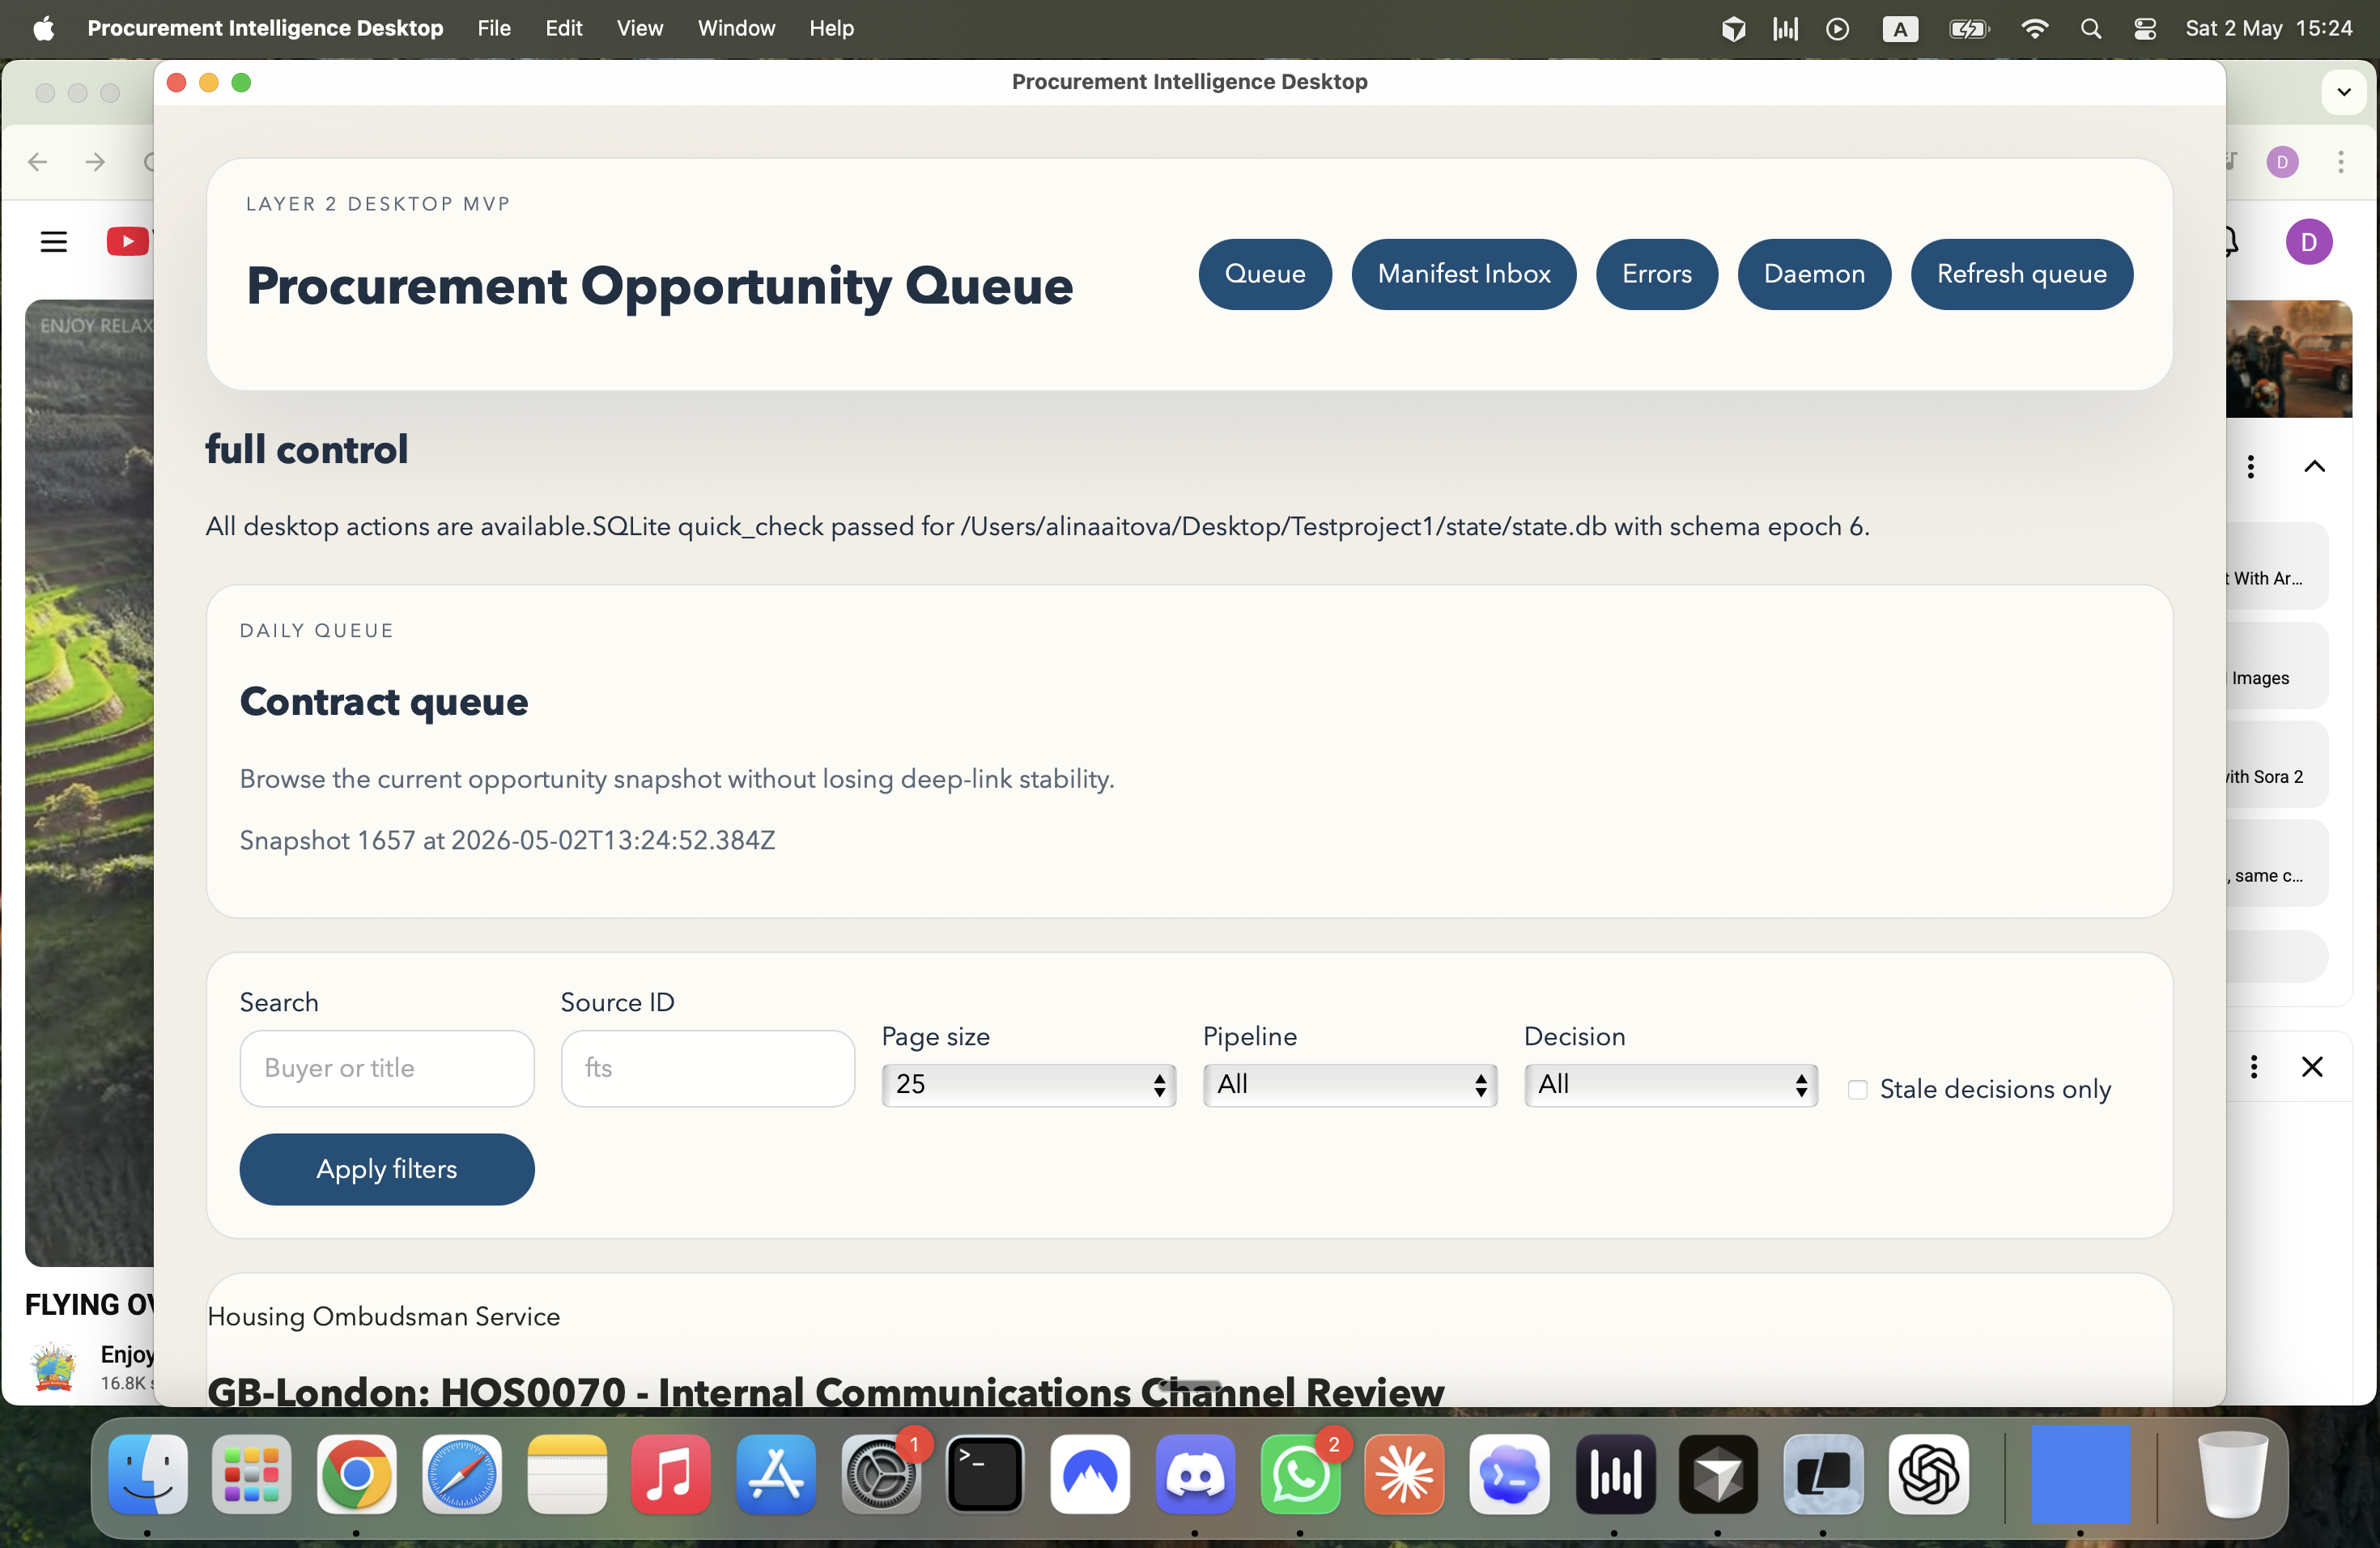 Procurement Intelligence Desktop File Edit View Window Help A Sat 2 May 15:24
Procurement Intelligence Desktop
D
LAYER 2 DESKTOP MVP
Procurement Opportunity Queue
Queue
Manifest Inbox
Errors
Daemon
Refresh queue
D
ENJOY RELAX
full control
All desktop actions are available.SQLite quick_check passed for /Users/alinaaitova/Desktop/Testproject1/state/state.db with schema epoch 6.
t With Ar...
DAILY QUEUE
Images
Contract queue
Browse the current opportunity snapshot without losing deep-link stability.
with Sora 2
Snapshot 1657 at 2026-05-02T13:24:52.384Z
, same c...
Search
Source ID
Page size
Pipeline
Decision
Buyer or title
fts
25
All
All
Stale decisions only
Apply filters
FLYING OV
Housing Ombudsman Service
Enjoy
16.8K s
GB-London: HOS0070 - Internal Communications Channel Review
1
2